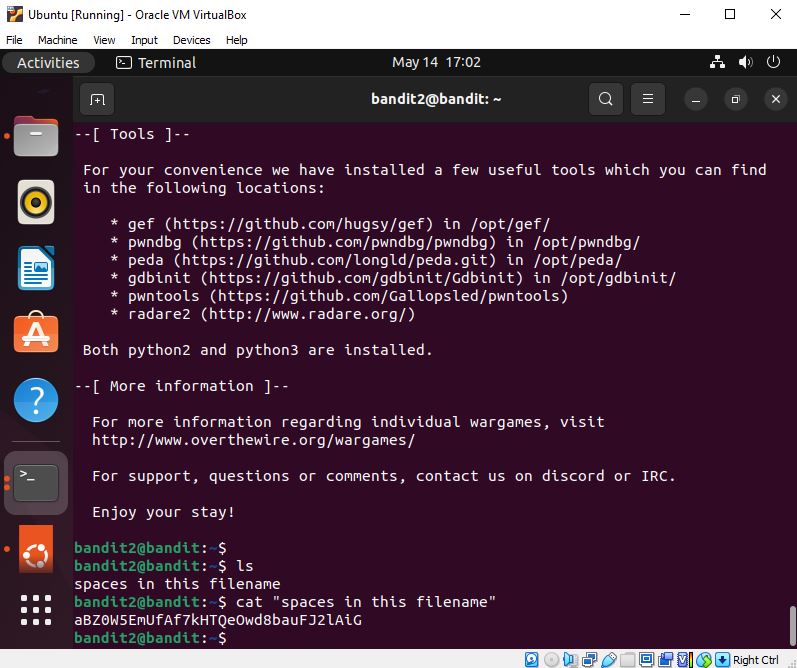 Ubuntu [Running] - Oracle VM VirtualBox
File Machine View Input Devices Help
Activities Terminal May 14 17:02
bandit2@bandit: ~
--[ Tools ]--
For your convenience we have installed a few useful tools which you can find
in the following locations:
* gef (https://github.com/hugsy/gef) in /opt/gef/
* pwndbg (https://github.com/pwndbg/pwndbg) in /opt/pwndbg/
* peda (https://github.com/longld/peda.git) in /opt/peda/
* gdbinit (https://github.com/gdbinit/Gdbinit) in /opt/gdbinit/
* pwntools (https://github.com/Gallopsled/pwntools)
* radare2 (http://www.radare.org/)
Both python2 and python3 are installed.
--[ More information ]--
For more information regarding individual wargames, visit
http://www.overthewire.org/wargames/
For support, questions or comments, contact us on discord or IRC.
Enjoy your stay!
bandit2@bandit:~$
bandit2@bandit:~$ ls
spaces in this filename
bandit2@bandit:~$ cat "spaces in this filename"
aBZ0W5EmUfAf7kHTQeOwd8bauFJ2lAiG
bandit2@bandit:~$
Right Ctrl